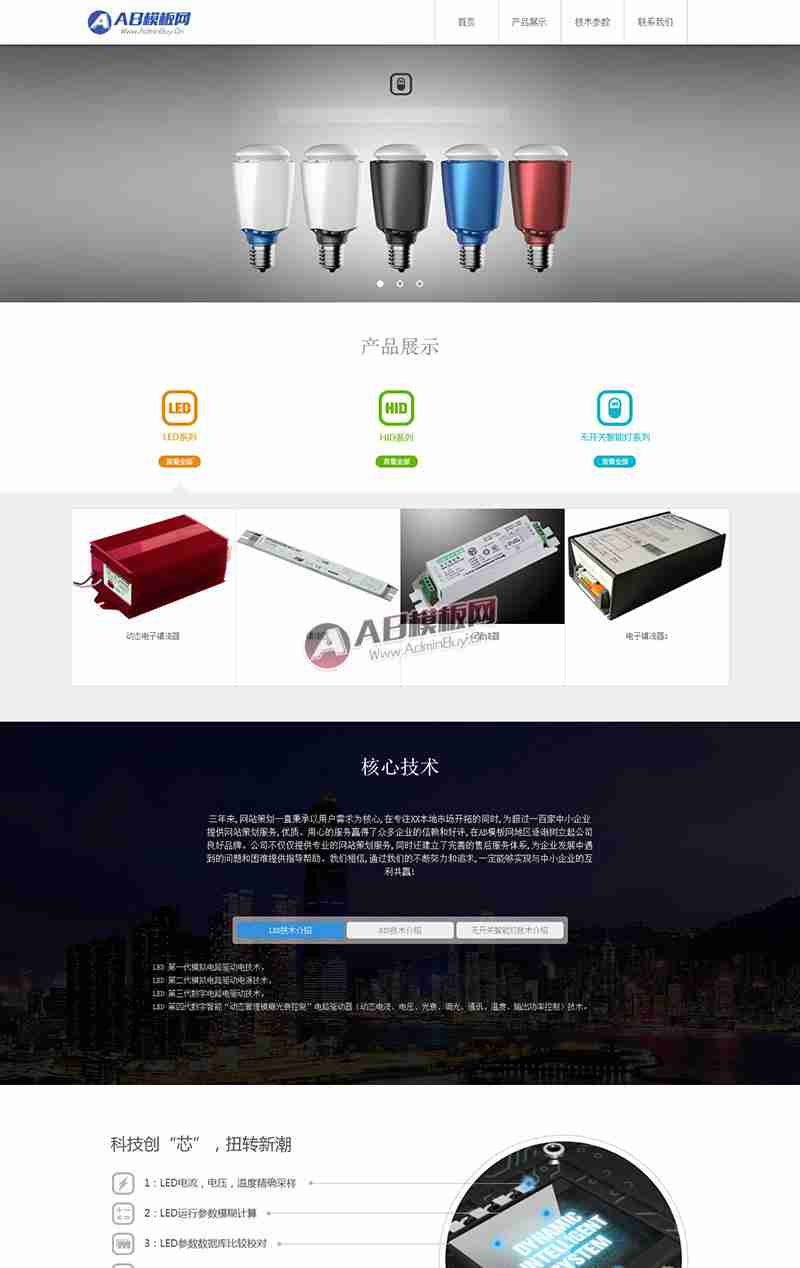 AB模板网
Www.AdminBuy.Cn
首页 产品展示 技术参数 联系我们
产品展示
LED HID
LED系列 HID系列 无开关智能灯系列
查看全部 查看全部 查看全部
动态电子镇流器 电子镇流器2
AB模板网
Www.AdminBuy.Cn
核心技术
三年来,网站策划一直秉承以用户需求为核心,在专注XX本地市场开拓的同时,为超过一百家中小企业
提供网站策划服务,优质、用心的服务赢得了众多企业的信赖和好评,在AB模板网地区逐渐树立起公司
良好品牌。公司不仅仅提供专业的网站策划服务,同时还建立了完善的售后服务体系,为企业发展中遇
到的问题和困难提供指导帮助。我们相信,通过我们的不断努力和追求,一定能够实现与中小企业的互
利共赢!
LED技术介绍 HID技术介绍 无开关智能灯技术介绍
LED 第一代模拟电路驱动电技术。
LED 第二代模拟电路驱动电源技术。
LED 第三代数字电路电驱动技术。
LED 第四代数字智能“动态管理模糊光衰控制”电路驱动器（动态电流、电压、光衰、调光、通讯、温度、输出功率控制）技术。
科技创“芯”，扭转新潮
1：LED电流，电压，温度精确采样
2：LED运行参数模糊计算
3：LED参数数据库比较校对
DYNAMIC
INTELLIGENT
SYSTEM